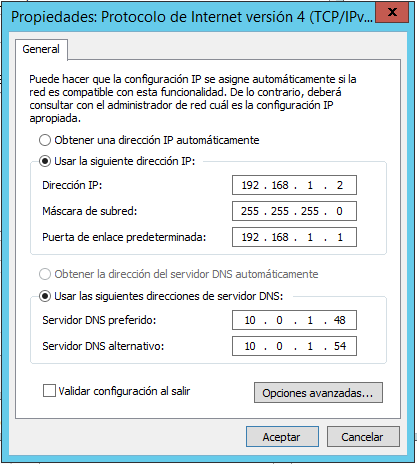 Propiedades: Protocolo de Internet versión 4 (TCP/IPv...
x
General
Puede hacer que la configuración IP se asigne automáticamente si la
red es compatible con esta funcionalidad. De lo contrario, deberá
consultar con el administrador de red cuál es la configuración IP
apropiada.
Obtener una dirección IP automáticamente
Usar la siguiente dirección IP:
Dirección IP: 192 . 168 . 1 . 2
Máscara de subred: 255 . 255 . 255 . 0
Puerta de enlace predeterminada: 192 . 168 . 1 . 1
Obtener la dirección del servidor DNS automáticamente
Usar las siguientes direcciones de servidor DNS:
Servidor DNS preferido: 10 . 0 . 1 . 48
Servidor DNS alternativo: 10 . 0 . 1 . 54
Validar configuración al salir
Opciones avanzadas...
Aceptar
Cancelar